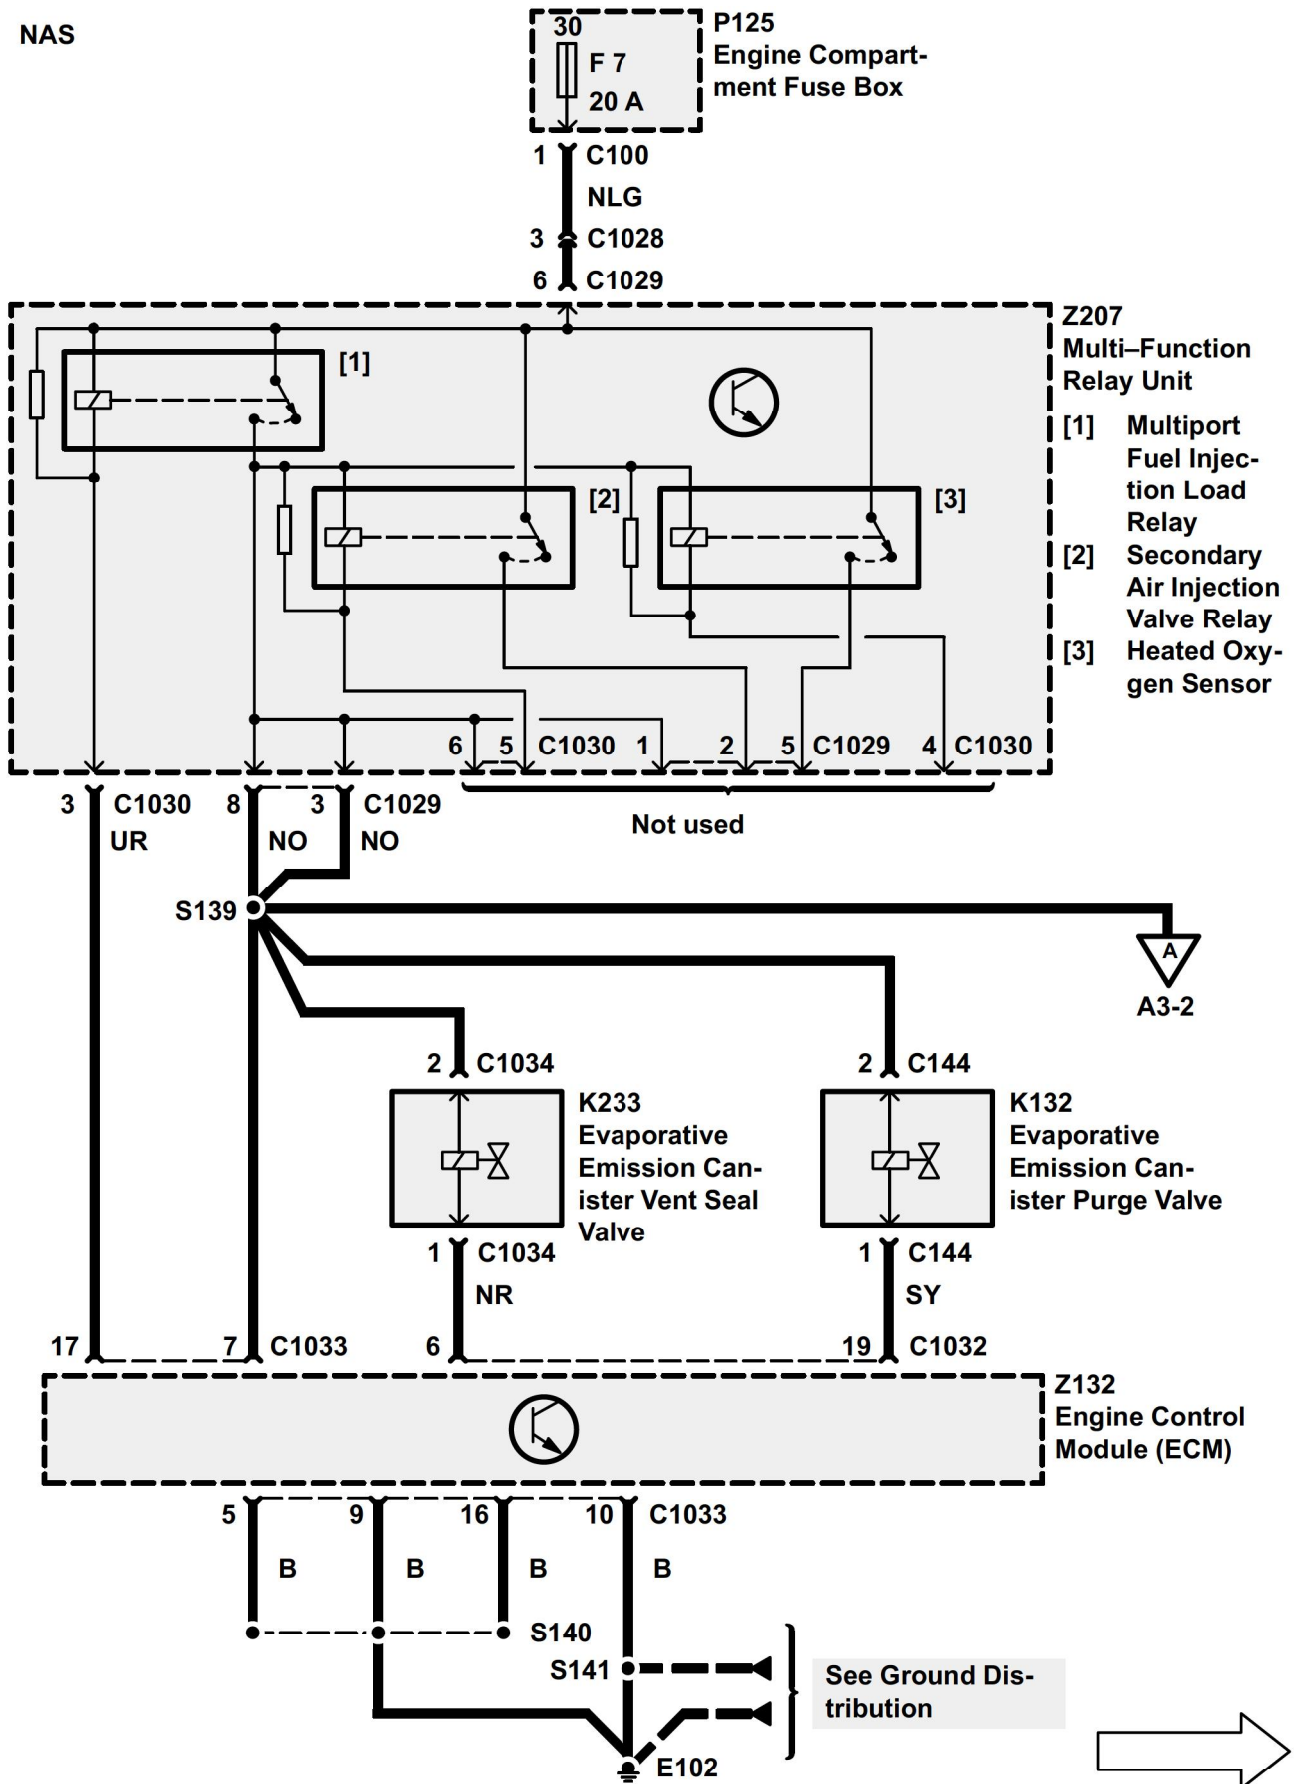 NAS
30
F 7
20 A
P125
Engine Compart-
ment Fuse Box
1 C100
NLG
3 C1028
6 C1029
Z207
Multi–Function
Relay Unit
[1] Multiport
Fuel Injec-
tion Load
Relay
[2] Secondary
Air Injection
Valve Relay
[3] Heated Oxy-
gen Sensor
[1]
[2]
[3]
6 5 C1030 1 2 5 C1029 4 C1030
3 C1030 8 3 C1029
UR NO NO
Not used
S139
A
A3-2
2 C1034
2 C144
K233
Evaporative
Emission Can-
ister Vent Seal
Valve
K132
Evaporative
Emission Can-
ister Purge Valve
1 C1034
1 C144
NR
SY
17 7 C1033 6 19 C1032
Z132
Engine Control
Module (ECM)
5 9 16 10 C1033
B B B B
S140
S141
See Ground Dis-
tribution
E102